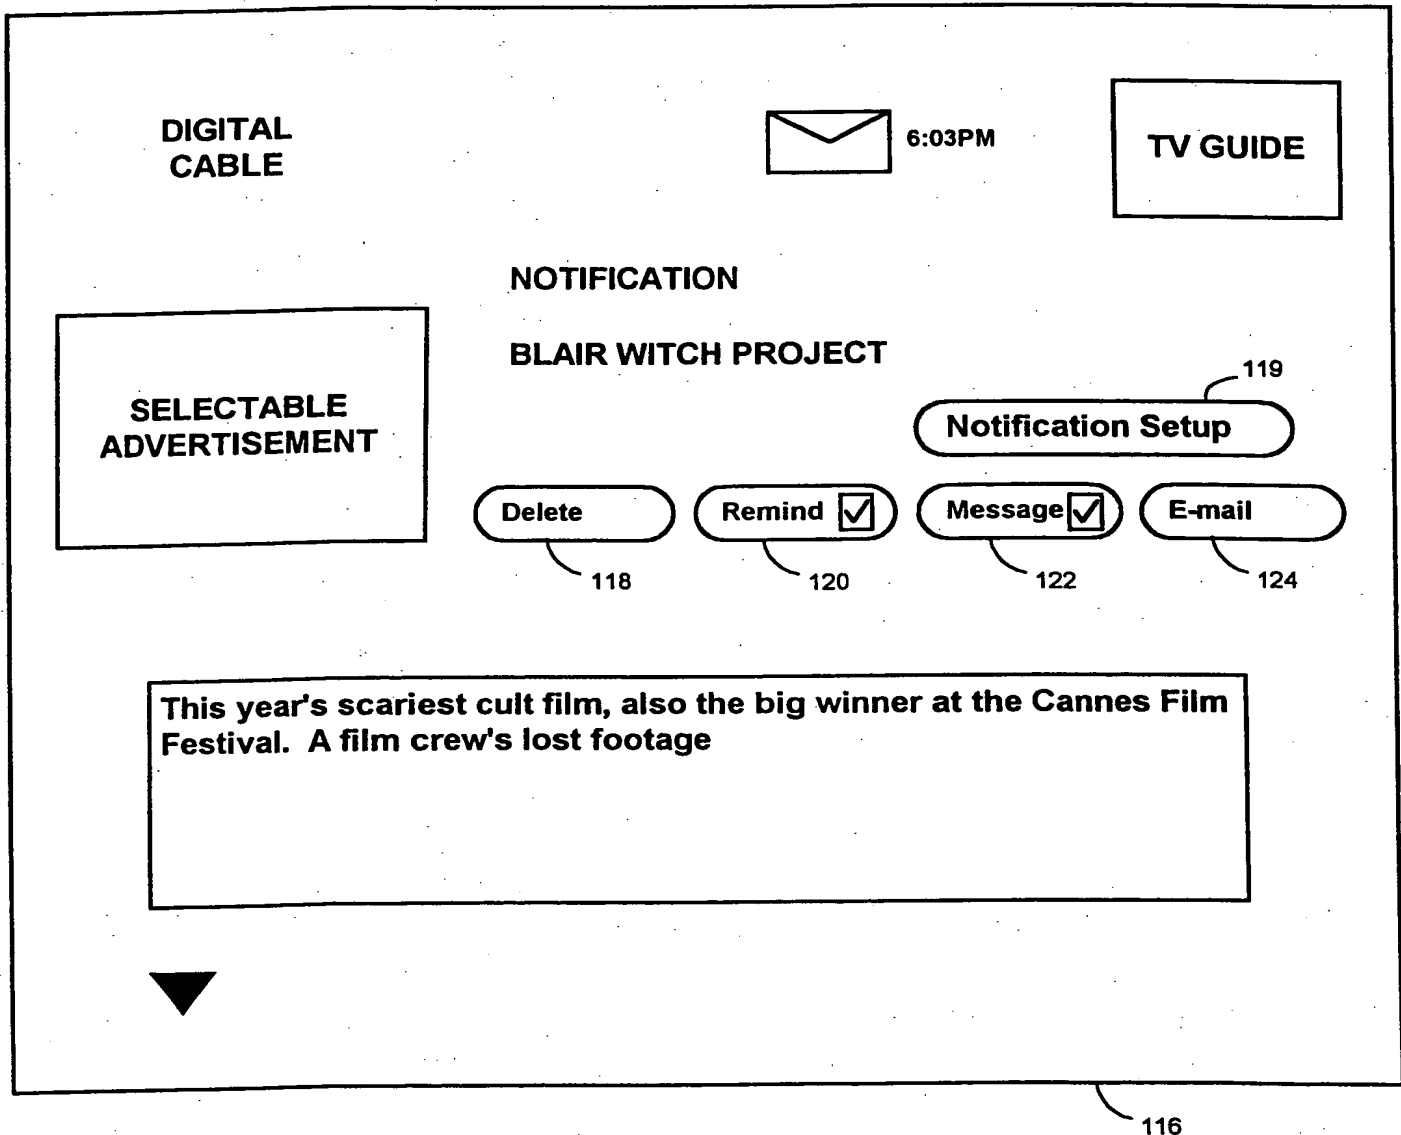 DIGITAL
CABLE
6:03PM
TV GUIDE
NOTIFICATION
BLAIR WITCH PROJECT
SELECTABLE
ADVERTISEMENT
119
Notification Setup
Delete
Remind
Message
E-mail
118
120
122
124
This year's scariest cult film, also the big winner at the Cannes Film
Festival. A film crew's lost footage
116